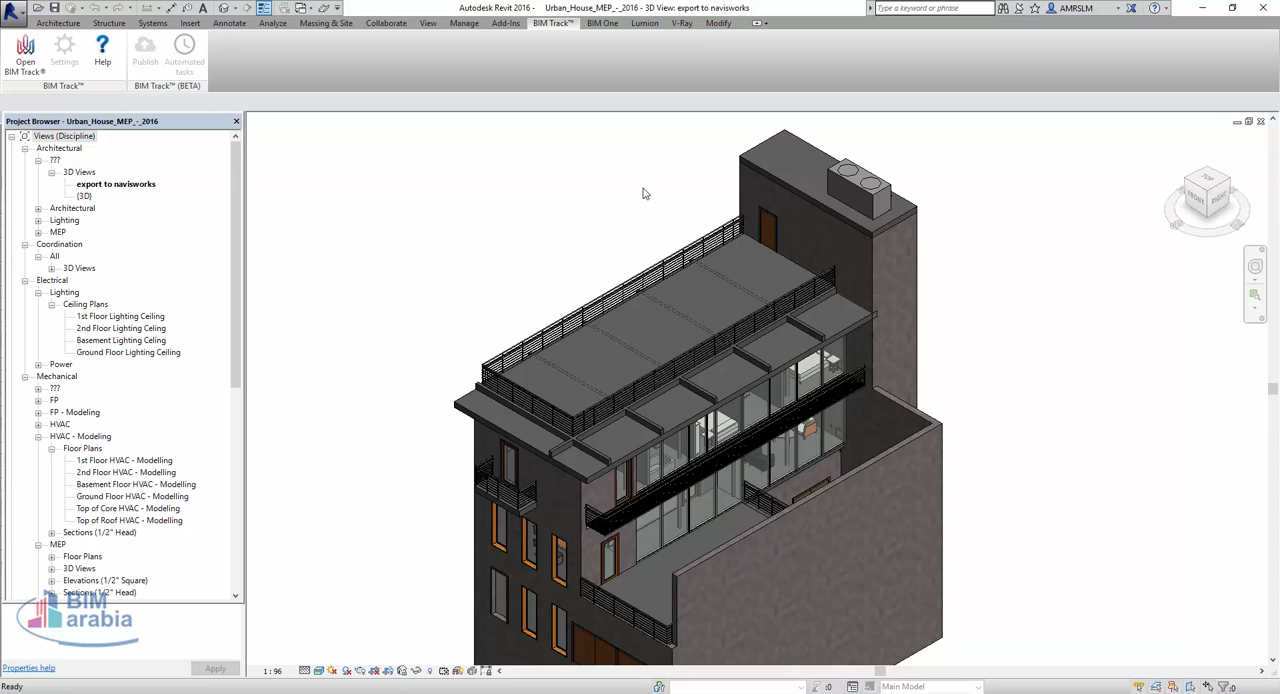 Autodesk Revit 2016 - Urban_House_MEP_-_2016 - 3D View: export to navisworks
Type a keyword or phrase
AMRSLM
Architecture Structure Systems Insert Annotate Analyze Massing & Site Collaborate View Manage Add-Ins BIM Track™ BIM One Lumion V-Ray Modify
Open BIM Track®
Settings
Help
Publish
Automated tasks
BIM Track™
BIM Track™ (BETA)
Project Browser - Urban_House_MEP_-_2016
Views (Discipline)
Architectural
???
3D Views
export to navisworks
{3D}
Architectural
Lighting
MEP
Coordination
All
3D Views
Electrical
Lighting
Ceiling Plans
1st Floor Lighting Ceiling
2nd Floor Lighting Ceiling
Basement Lighting Celing
Ground Floor Lighting Ceiling
Power
Mechanical
???
FP
FP - Modeling
HVAC
HVAC - Modeling
Floor Plans
1st Floor HVAC - Modelling
2nd Floor HVAC - Modelling
Basement Floor HVAC - Modelling
Ground Floor HVAC - Modelling
Top of Core HVAC - Modelling
Top of Roof HVAC - Modelling
Sections (1/2" Head)
MEP
Floor Plans
3D Views
Elevations (1/2" Square)
Sections (1/2" Head)
BIM
arabia
Properties help
Apply
TOP
FRONT
RIGHT
1 : 96
Ready
:0
Main Model
:0